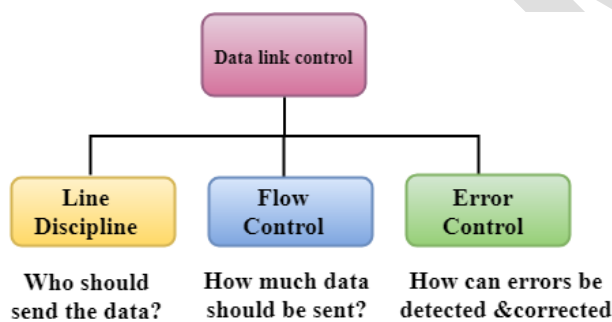 Data link control
Line
Discipline
Flow
Control
Error
Control
Who should
send the data?
How much data
should be sent?
How can errors be
detected &corrected